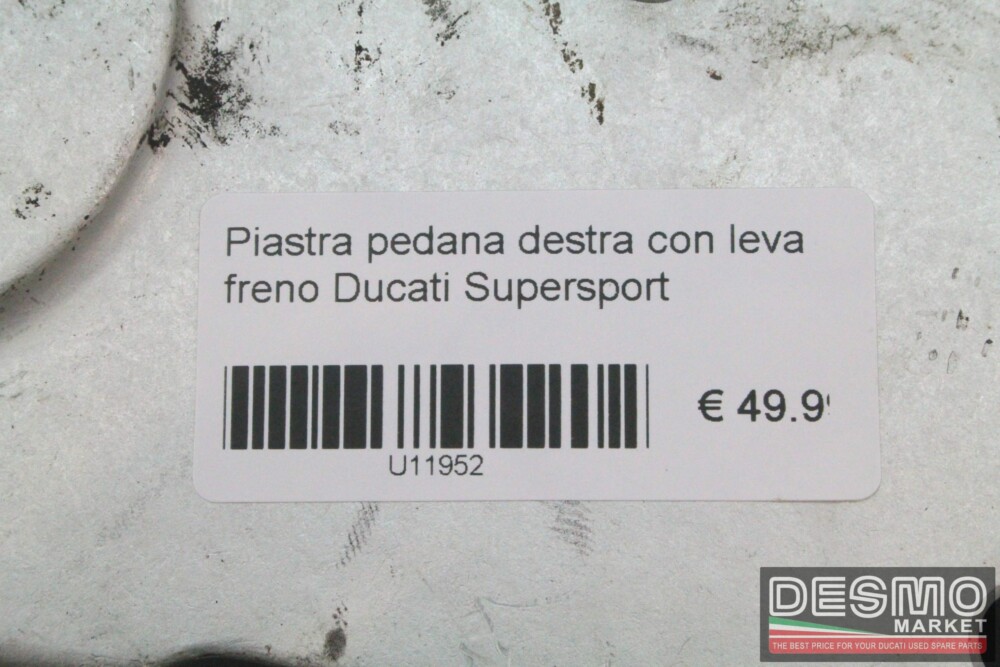 Piastra pedana destra con leva
freno Ducati Supersport
€ 49.9
U11952
DESMO
MARKET
THE BEST PRICE FOR YOUR DUCATI USED SPARE PARTS